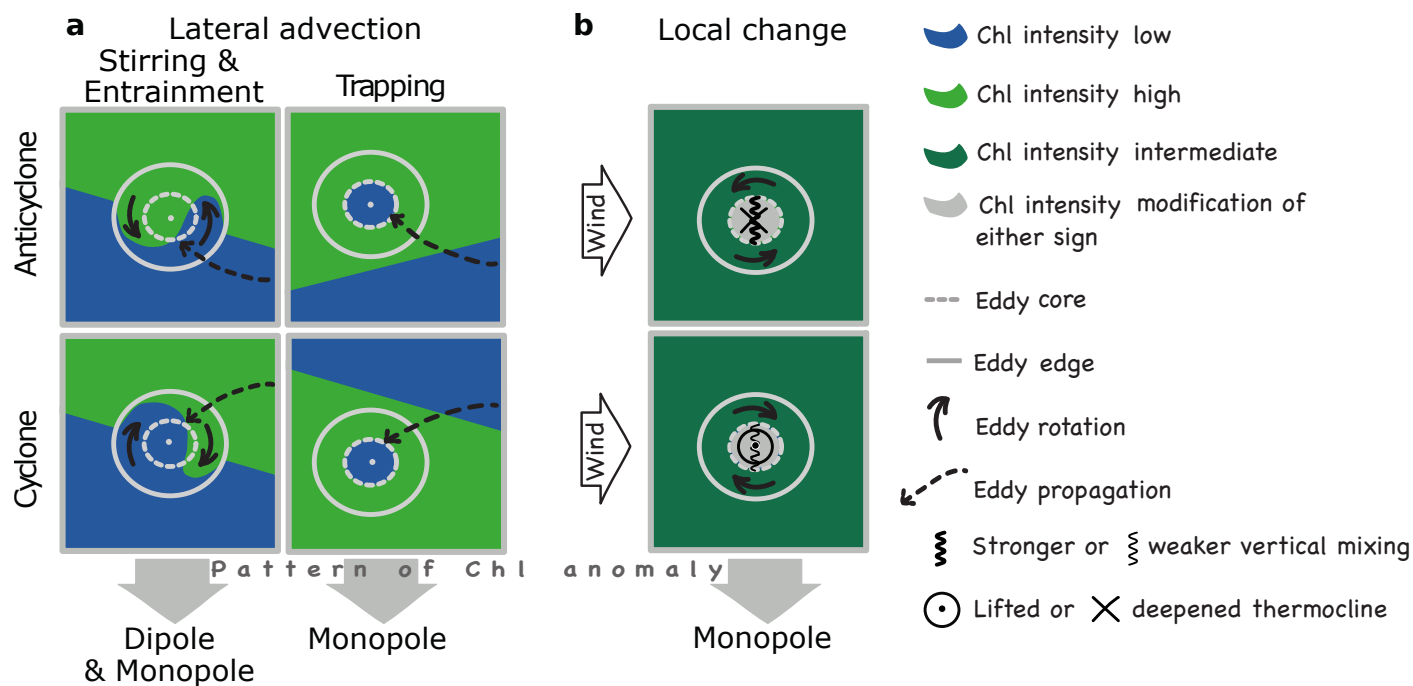 a
Lateral advection
Stirring &
Entrainment
Trapping
Anticyclone
Cyclone
b
Local change
Wind
Wind
Pattern of Chl anomaly
Dipole
& Monopole
Monopole
Monopole
Chl intensity low
Chl intensity high
Chl intensity intermediate
Chl intensity modification of
either sign
Eddy core
Eddy edge
Eddy rotation
Eddy propagation
Stronger or weaker vertical mixing
Lifted or deepened thermocline